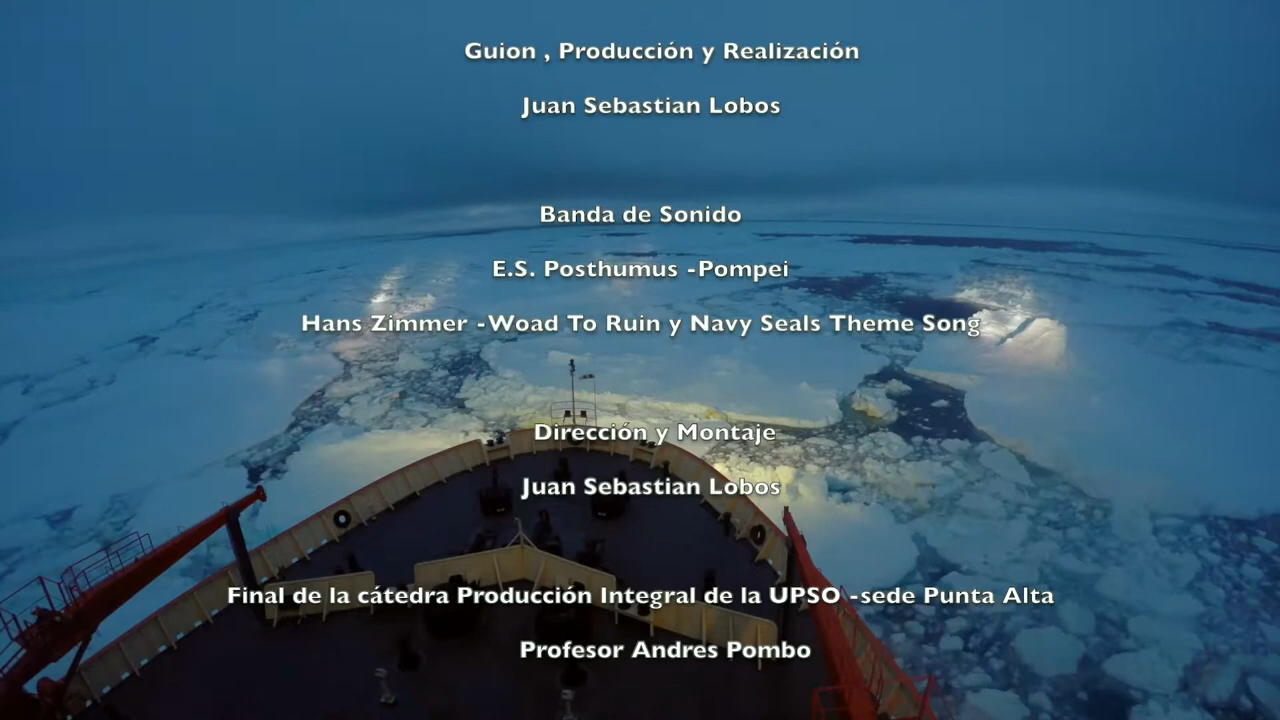 Guion , Producción y Realización
Juan Sebastian Lobos
Banda de Sonido
E.S. Posthumus -Pompei
Hans Zimmer -Woad To Ruin y Navy Seals Theme Song
Dirección y Montaje
Juan Sebastian Lobos
Final de la cátedra Producción Integral de la UPSO -sede Punta Alta
Profesor Andres Pombo